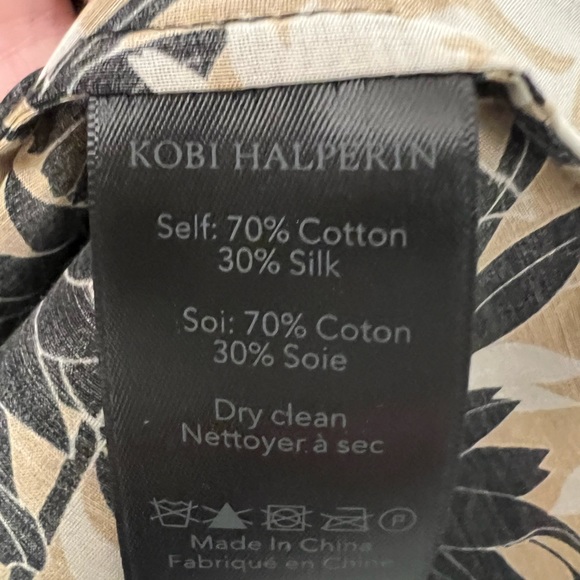 KOBI HALPERIN
Self: 70% Cotton
30% Silk
Soi: 70% Coton
30% Soie
Dry clean
Nettoyer à sec
P
Made In China
Fabriqué en Chine